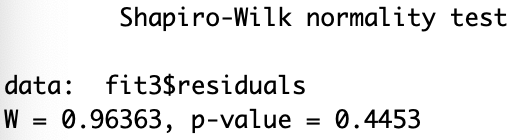 Shapiro-Wilk normality test
data:  fit3$residuals
W = 0.96363, p-value = 0.4453